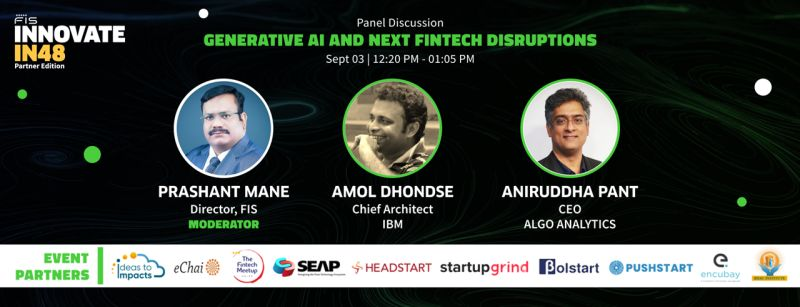 FIS
INNOVATE
IN48
Partner Edition
Panel Discussion
GENERATIVE AI AND NEXT FINTECH DISRUPTIONS
Sept 03 | 12:20 PM - 01:05 PM
PRASHANT MANE
Director, FIS
MODERATOR
AMOL DHONDSE
Chief Architect
IBM
ANIRUDDHA PANT
CEO
ALGO ANALYTICS
EVENT
PARTNERS
Ideas to
Impacts
eChai
The
Fintech
Meetup
SEAP
HEADSTART
startupgrind
Bolstart
PUSHSTART
encubay